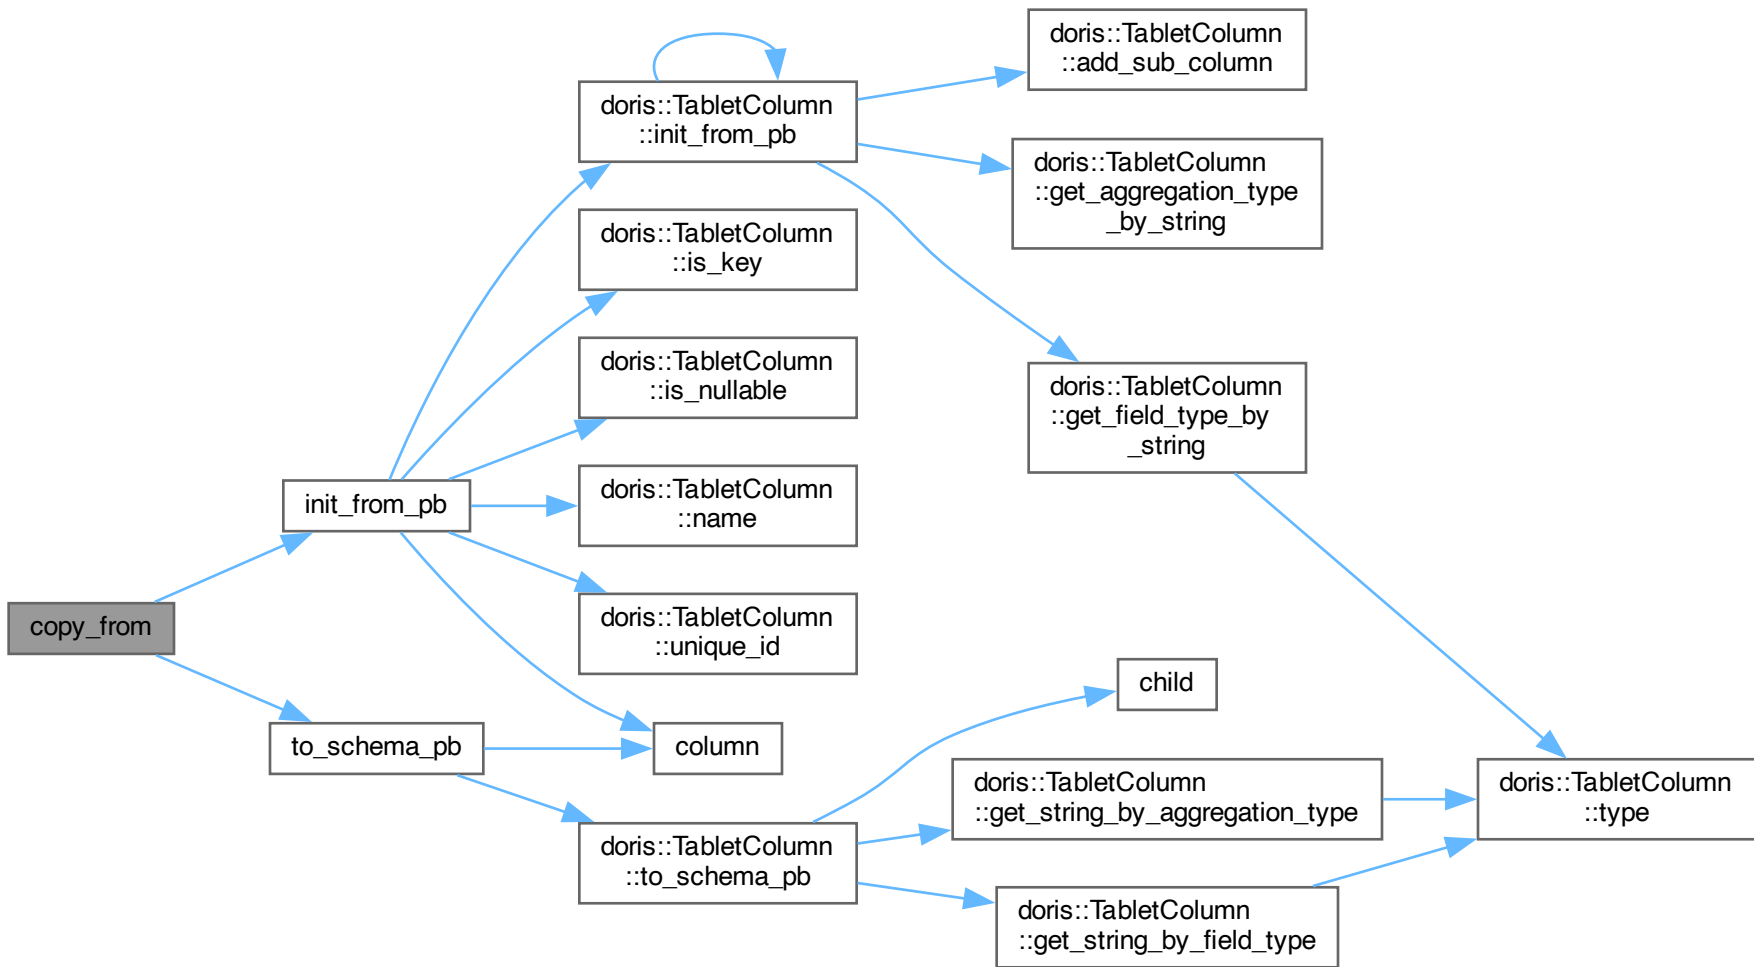 copy_from
init_from_pb
to_schema_pb
doris::TabletColumn
::init_from_pb
doris::TabletColumn
::is_key
doris::TabletColumn
::is_nullable
doris::TabletColumn
::name
doris::TabletColumn
::unique_id
column
doris::TabletColumn
::to_schema_pb
doris::TabletColumn
::add_sub_column
doris::TabletColumn
::get_aggregation_type
_by_string
doris::TabletColumn
::get_field_type_by
_string
child
doris::TabletColumn
::get_string_by_aggregation_type
doris::TabletColumn
::get_string_by_field_type
doris::TabletColumn
::type